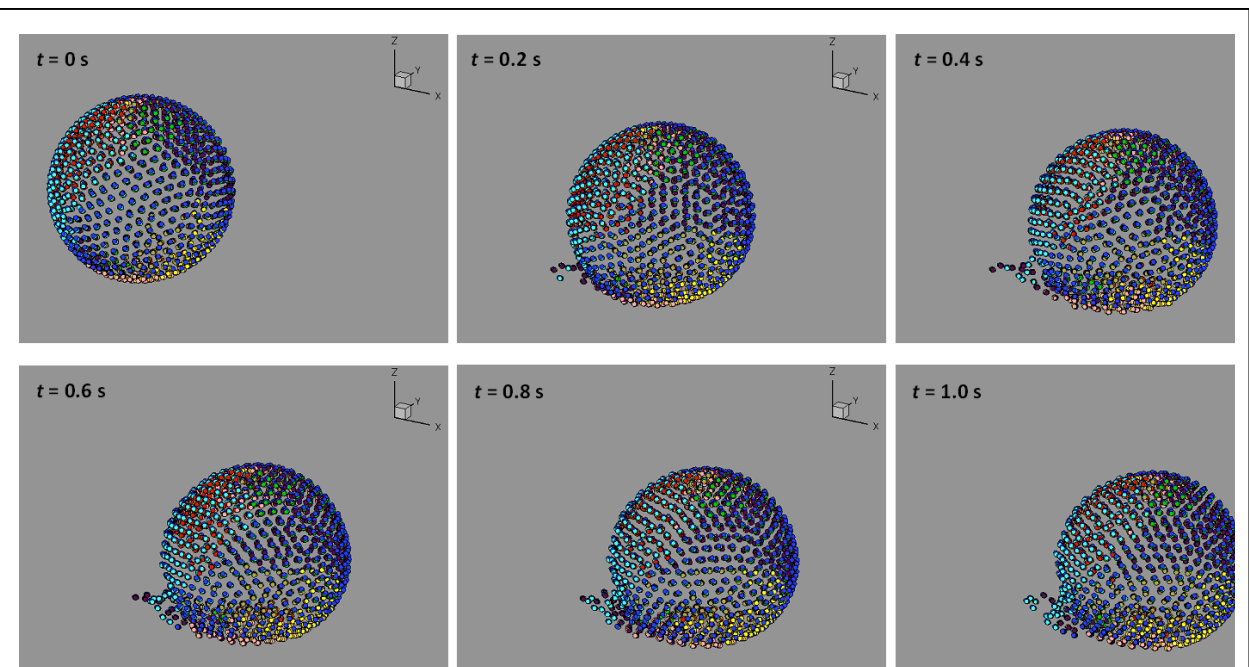 t = 0 s
Z
Y
X
t = 0.2 s
Z
Y
X
t = 0.4 s
t = 0.6 s
Z
Y
X
t = 0.8 s
Z
Y
X
t = 1.0 s